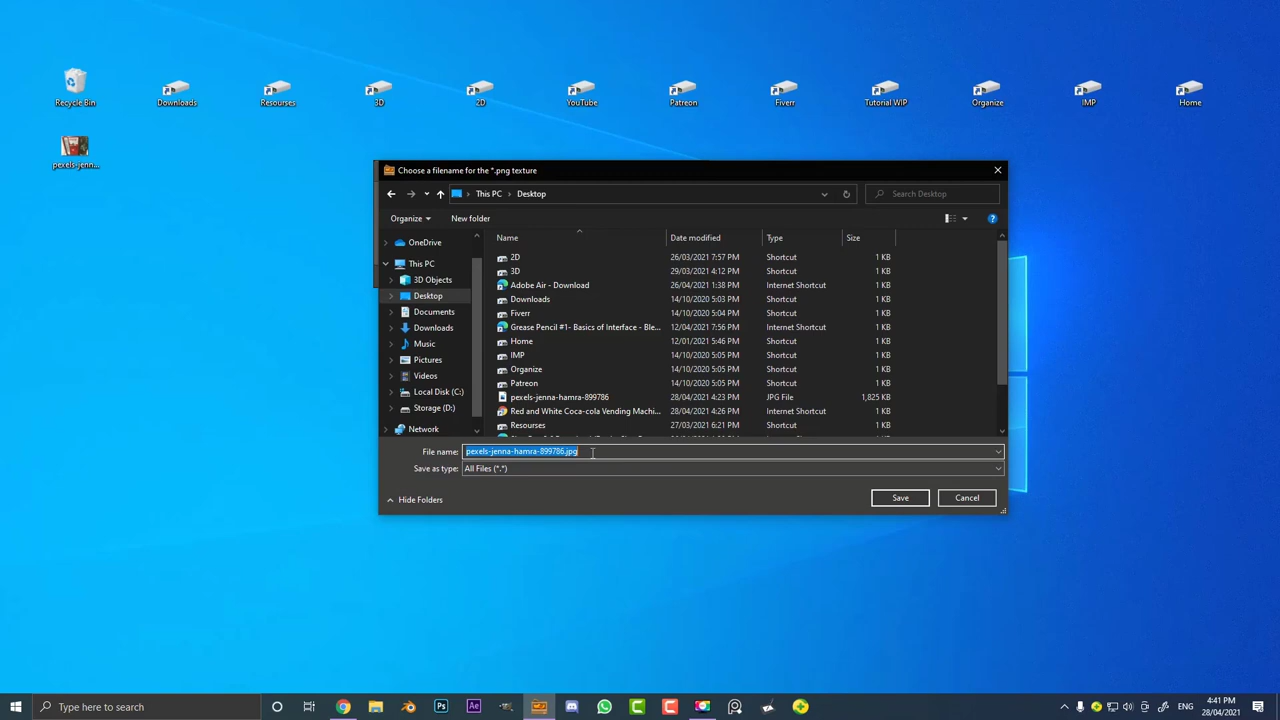 Recycle Bin
Downloads
Resourses
3D
2D
YouTube
Patreon
Fiverr
Tutorial WIP
Organize
IMP
Home
pexels-jenn...
Choose a filename for the *.png texture
This PC
Desktop
Search Desktop
Organize
New folder
OneDrive
This PC
3D Objects
Desktop
Documents
Downloads
Music
Pictures
Videos
Local Disk (C:)
Storage (D:)
Network
Name Date modified Type Size
2D 26/03/2021 7:57 PM Shortcut 1 KB
3D 29/03/2021 4:12 PM Shortcut 1 KB
Adobe Air - Download 26/04/2021 1:38 PM Internet Shortcut 1 KB
Downloads 14/10/2020 5:04 PM Shortcut 1 KB
Fiverr 14/10/2020 5:04 PM Shortcut 1 KB
Grease Pencil #1- Basics of Interface - Ble... 12/04/2021 7:56 PM Internet Shortcut 1 KB
Home 12/01/2021 5:46 PM Shortcut 1 KB
IMP 14/10/2020 5:03 PM Shortcut 1 KB
Organize 14/10/2020 5:03 PM Shortcut 1 KB
Patreon 14/10/2020 5:03 PM Shortcut 1 KB
pexels-jenna-hamra-899786 28/04/2021 4:23 PM JPG File 1,825 KB
Red and White Coca-cola Vending Machi... 28/04/2021 4:26 PM Internet Shortcut 1 KB
Resourses 14/10/2020 5:03 PM Shortcut 1 KB
File name: pexels-jenna-hamra-899786.jpg
Save as type: All Files (*.*)
Hide Folders
Save
Cancel
Type here to search
Ps
Ae
ENG
4:41 PM
28/04/2021